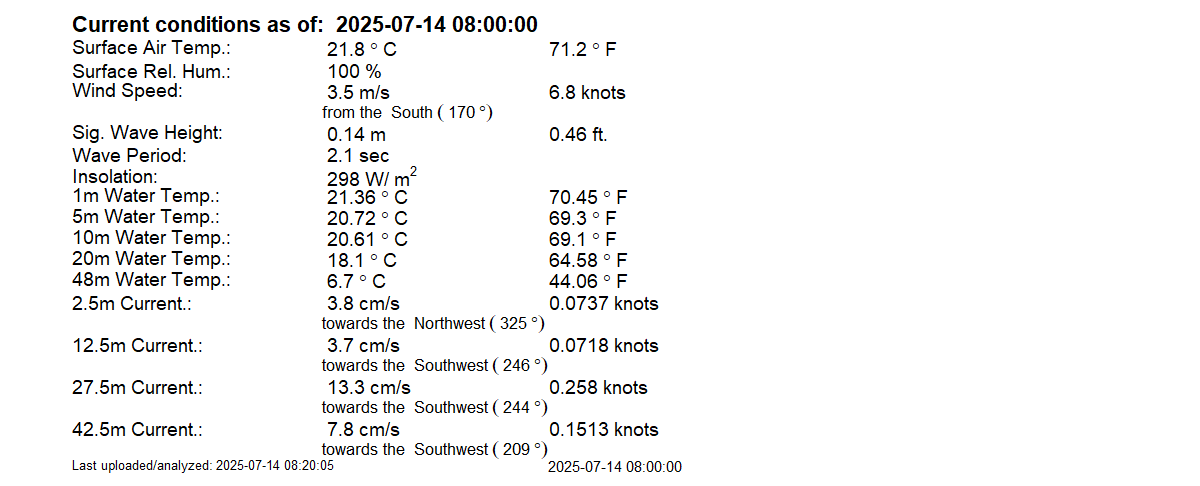 Current conditions as of: 2025-07-14 08:00:00
Surface Air Temp.: 21.8 ° C 71.2 ° F
Surface Rel. Hum.: 100 %
Wind Speed: 3.5 m/s 6.8 knots
from the South ( 170 °)
Sig. Wave Height: 0.14 m 0.46 ft.
Wave Period: 2.1 sec
Insolation: 298 W/ m²
1m Water Temp.: 21.36 ° C 70.45 ° F
5m Water Temp.: 20.72 ° C 69.3 ° F
10m Water Temp.: 20.61 ° C 69.1 ° F
20m Water Temp.: 18.1 ° C 64.58 ° F
48m Water Temp.: 6.7 ° C 44.06 ° F
2.5m Current.: 3.8 cm/s 0.0737 knots
towards the Northwest ( 325 °)
12.5m Current.: 3.7 cm/s 0.0718 knots
towards the Southwest ( 246 °)
27.5m Current.: 13.3 cm/s 0.258 knots
towards the Southwest ( 244 °)
42.5m Current.: 7.8 cm/s 0.1513 knots
towards the Southwest ( 209 °)
Last uploaded/analyzed: 2025-07-14 08:20:05 2025-07-14 08:00:00